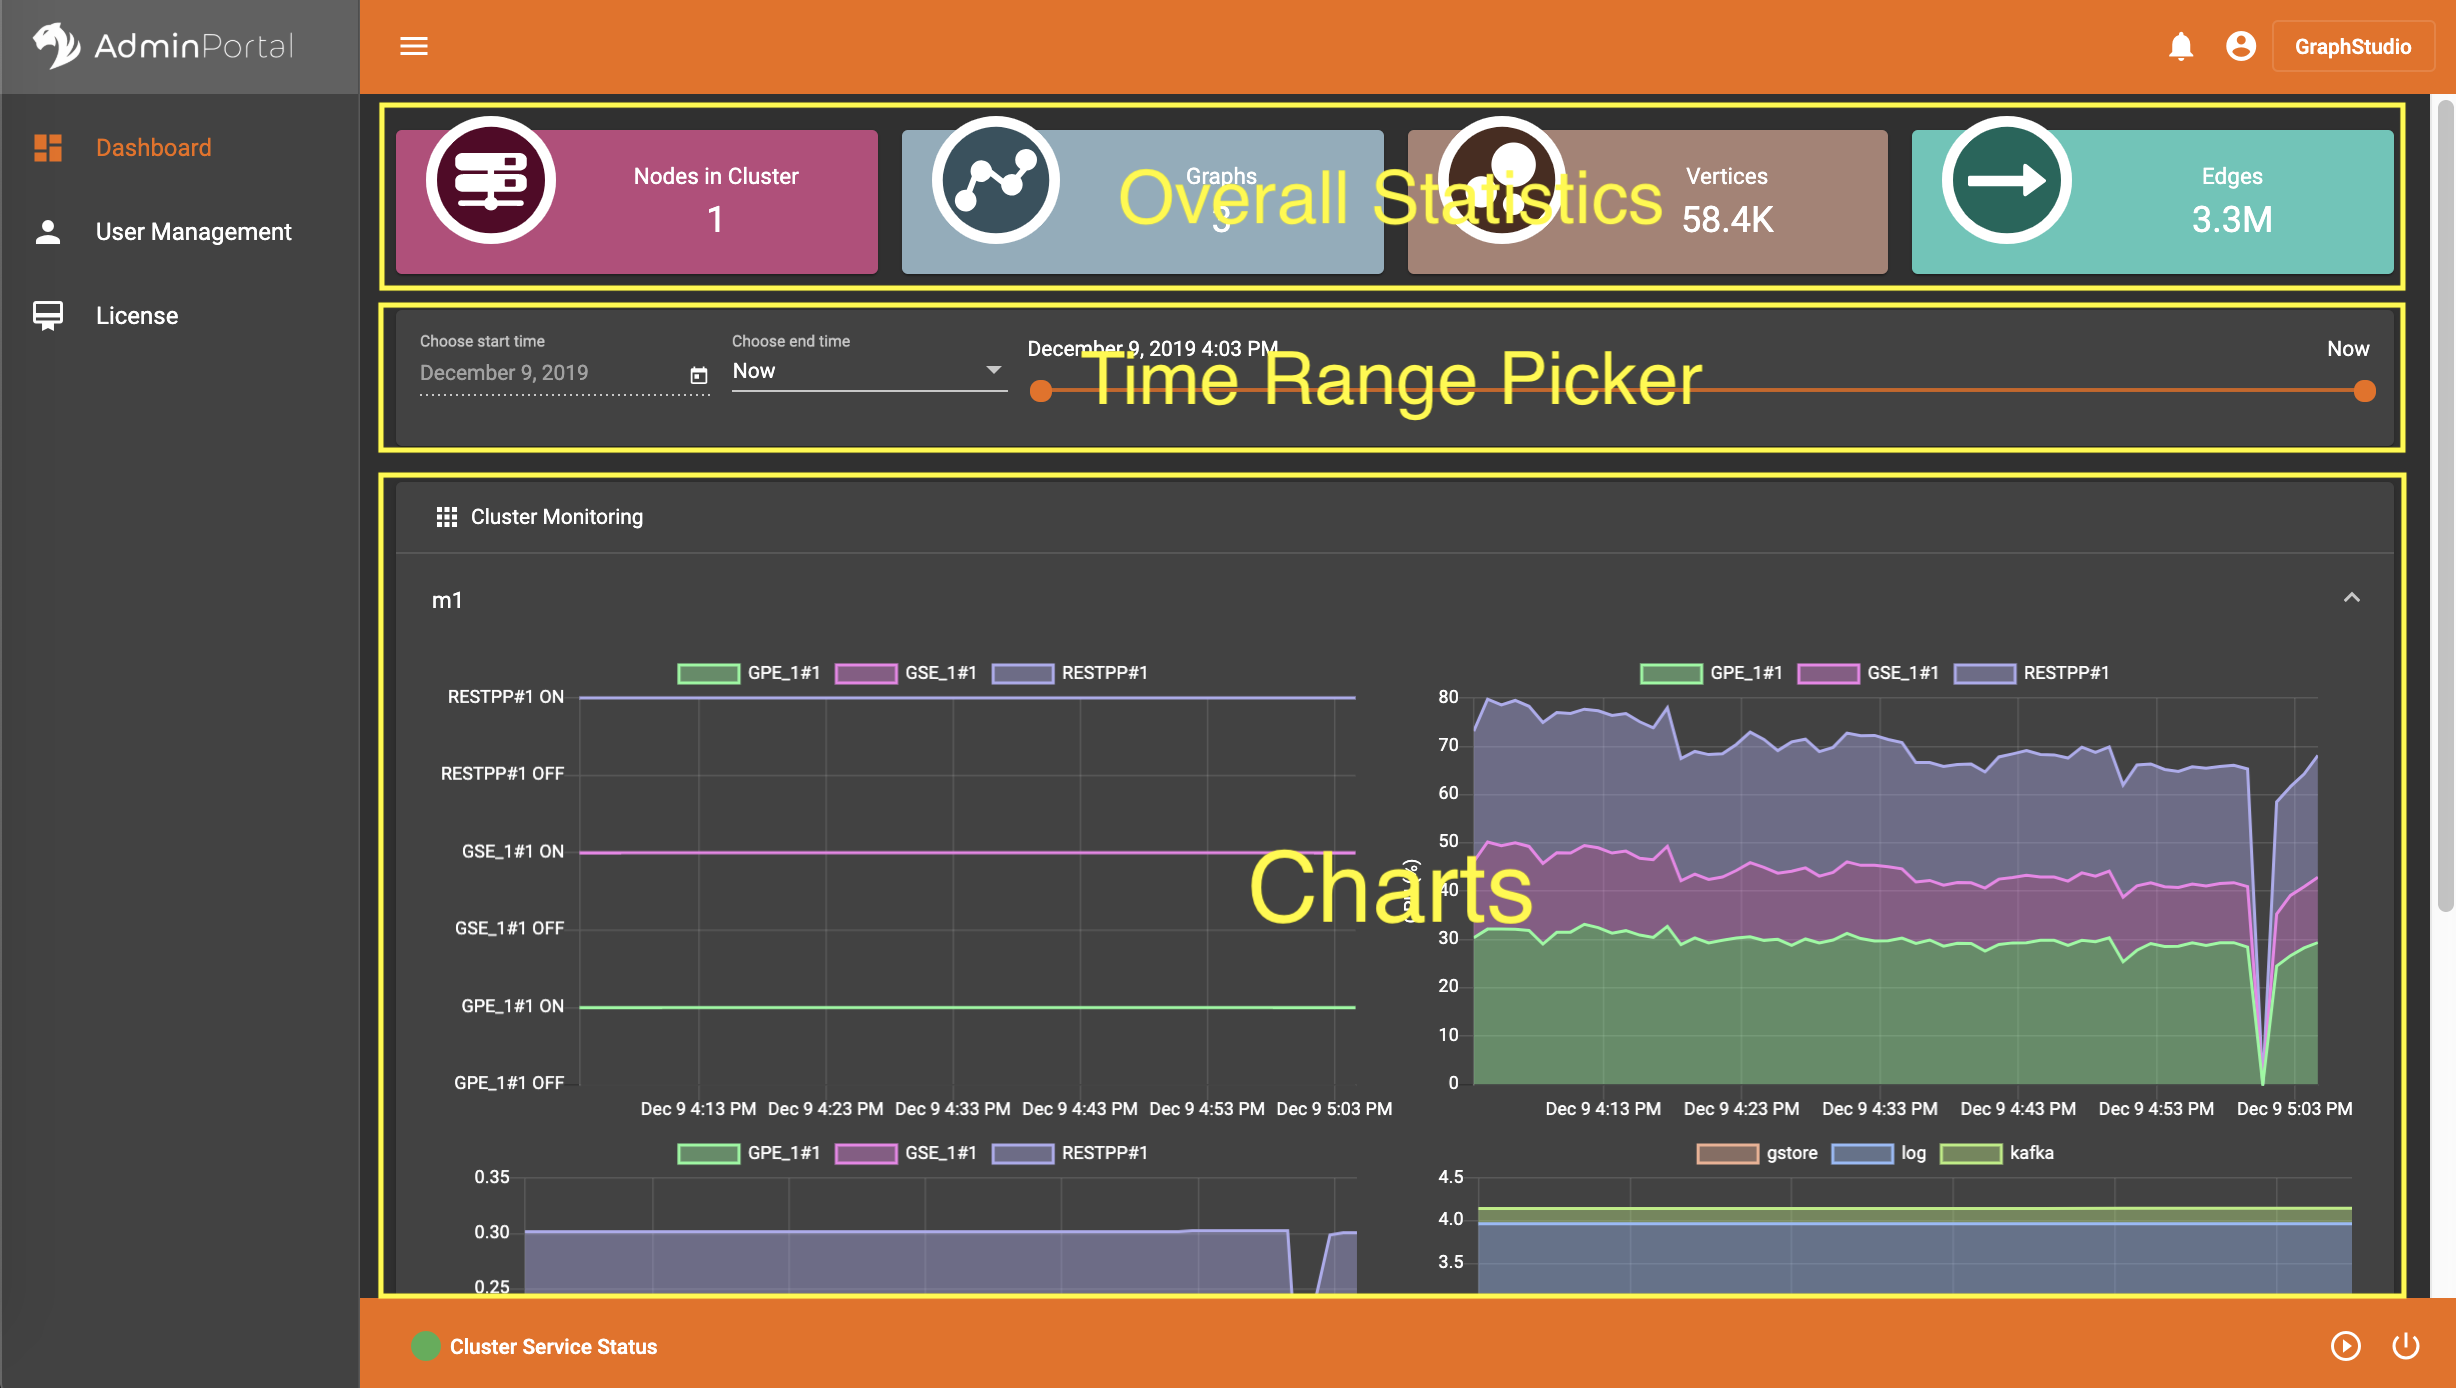 AdminPortal
GraphStudio
Dashboard
User Management
License
Nodes in Cluster
1
Graphs
3
Overall Statistics
Vertices
58.4K
Edges
3.3M
Choose start time
December 9, 2019
Choose end time
Now
December 9, 2019 4:03 PM
Now
Time Range Picker
Cluster Monitoring
m1
GPE_1#1 GSE_1#1 RESTPP#1
RESTPP#1 ON
RESTPP#1 OFF
GSE_1#1 ON
GSE_1#1 OFF
GPE_1#1 ON
GPE_1#1 OFF
Dec 9 4:13 PM Dec 9 4:23 PM Dec 9 4:33 PM Dec 9 4:43 PM Dec 9 4:53 PM Dec 9 5:03 PM
Charts
GPE_1#1 GSE_1#1 RESTPP#1
80
70
60
50
40
30
20
10
0
Dec 9 4:13 PM Dec 9 4:23 PM Dec 9 4:33 PM Dec 9 4:43 PM Dec 9 4:53 PM Dec 9 5:03 PM
GPE_1#1 GSE_1#1 RESTPP#1
0.35
0.30
0.25
gstore log kafka
4.5
4.0
3.5
Cluster Service Status